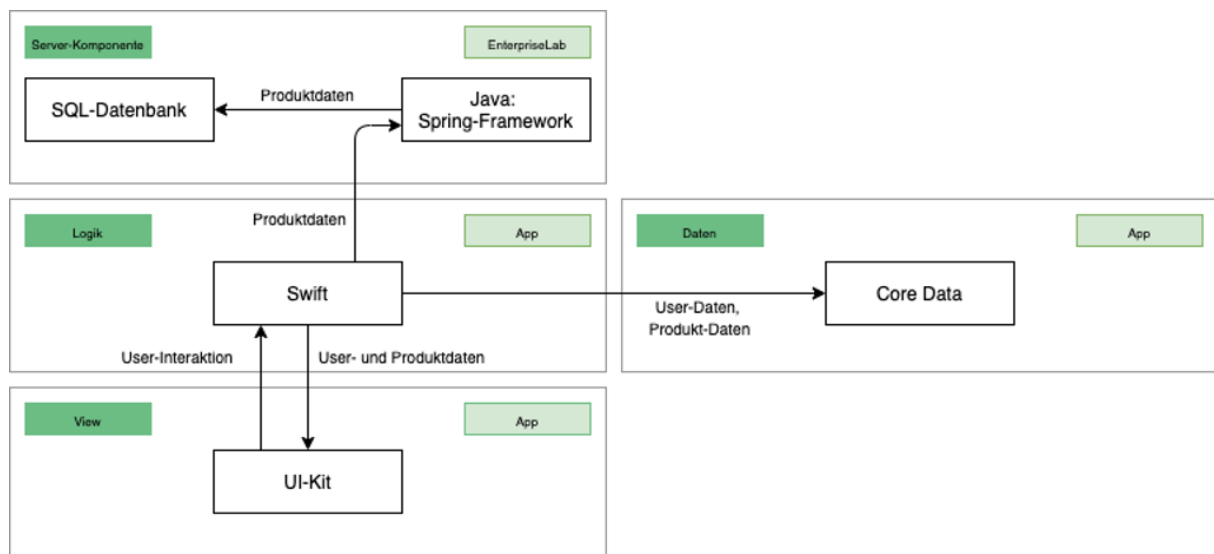 Server-Komponente
EnterpriseLab
SQL-Datenbank
Produktdaten
Java:
Spring-Framework
Produktdaten
Logik
App
Swift
User-Interaktion
User- und Produktdaten
Daten
App
User-Daten,
Produkt-Daten
Core Data
View
App
UI-Kit